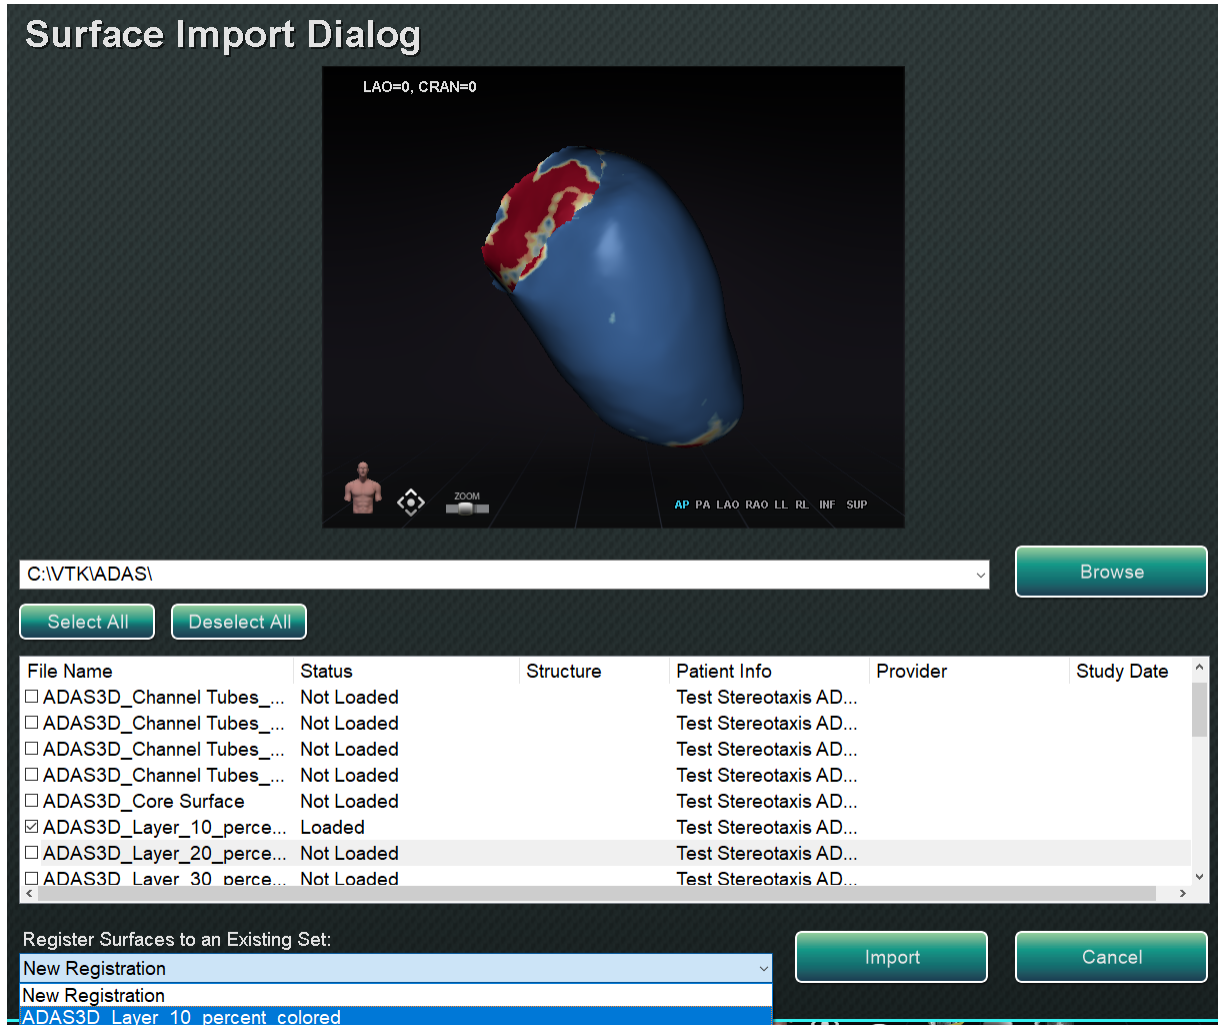 Surface Import Dialog
LAO=0, CRAN=0
ZOOM
AP PA LAO RAO LL RL INF SUP
C:\VTK\ADAS\
Browse
Select All Deselect All
File Name Status Structure Patient Info Provider Study Date
ADAS3D_Channel Tubes_... Not Loaded Test Stereotaxis AD...
ADAS3D_Channel Tubes_... Not Loaded Test Stereotaxis AD...
ADAS3D_Channel Tubes_... Not Loaded Test Stereotaxis AD...
ADAS3D_Channel Tubes_... Not Loaded Test Stereotaxis AD...
ADAS3D_Core Surface Not Loaded Test Stereotaxis AD...
ADAS3D_Layer_10_perce... Loaded Test Stereotaxis AD...
ADAS3D_Layer_20_perce... Not Loaded Test Stereotaxis AD...
ADAS3D_Layer_30_perce... Not Loaded Test Stereotaxis AD...
Register Surfaces to an Existing Set:
New Registration
Import Cancel
New Registration
ADAS3D_Layer_10_percent_colored